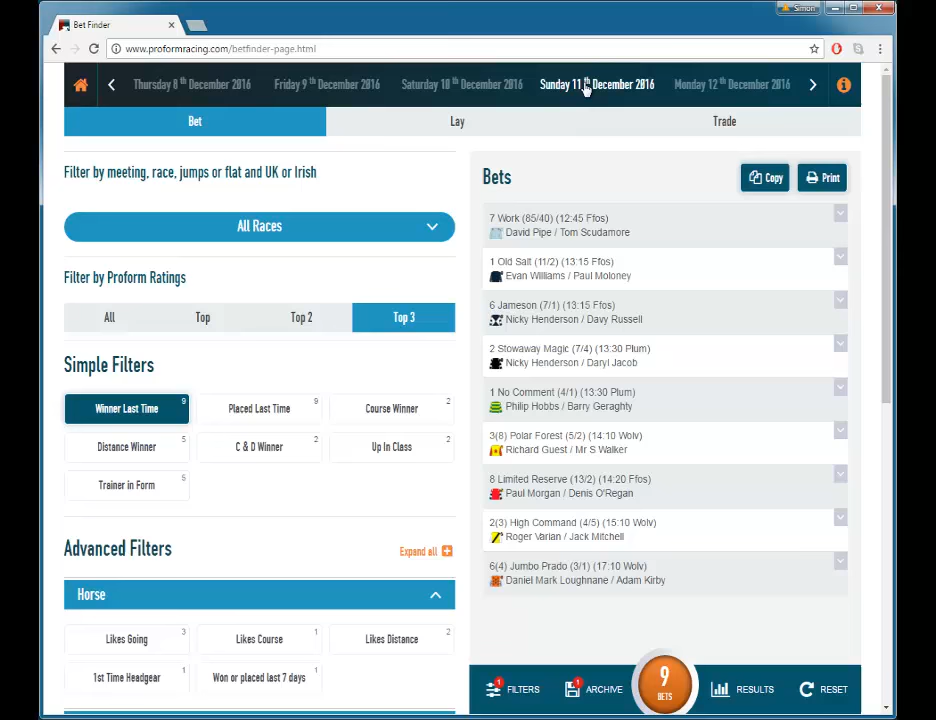 Simon
Bet Finder
www.proformracing.com/betfinder-page.html
Thursday 8th December 2016
Friday 9th December 2016
Saturday 10th December 2016
Sunday 11th December 2016
Monday 12th December 2016
Bet
Lay
Trade
Filter by meeting, race, jumps or flat and UK or Irish
All Races
Filter by Proform Ratings
All
Top
Top 2
Top 3
Simple Filters
Winner Last Time 9
Placed Last Time 9
Course Winner 2
Distance Winner 5
C & D Winner 2
Up In Class 2
Trainer in Form 5
Advanced Filters
Expand all
Horse
Likes Going 3
Likes Course 1
Likes Distance 2
1st Time Headgear 1
Won or placed last 7 days 1
Bets
Copy
Print
7 Work (85/40) (12:45 Ffos)
David Pipe / Tom Scudamore
1 Old Salt (11/2) (13:15 Ffos)
Evan Williams / Paul Moloney
6 Jameson (7/1) (13:15 Ffos)
Nicky Henderson / Davy Russell
2 Stowaway Magic (7/4) (13:30 Plum)
Nicky Henderson / Daryl Jacob
1 No Comment (4/1) (13:30 Plum)
Philip Hobbs / Barry Geraghty
3(8) Polar Forest (5/2) (14:10 Wolv)
Richard Guest / Mr S Walker
8 Limited Reserve (13/2) (14:20 Ffos)
Paul Morgan / Denis O'Regan
2(3) High Command (4/5) (15:10 Wolv)
Roger Varian / Jack Mitchell
6(4) Jumbo Prado (3/1) (17:10 Wolv)
Daniel Mark Loughnane / Adam Kirby
1 FILTERS
1 ARCHIVE
9
BETS
RESULTS
RESET